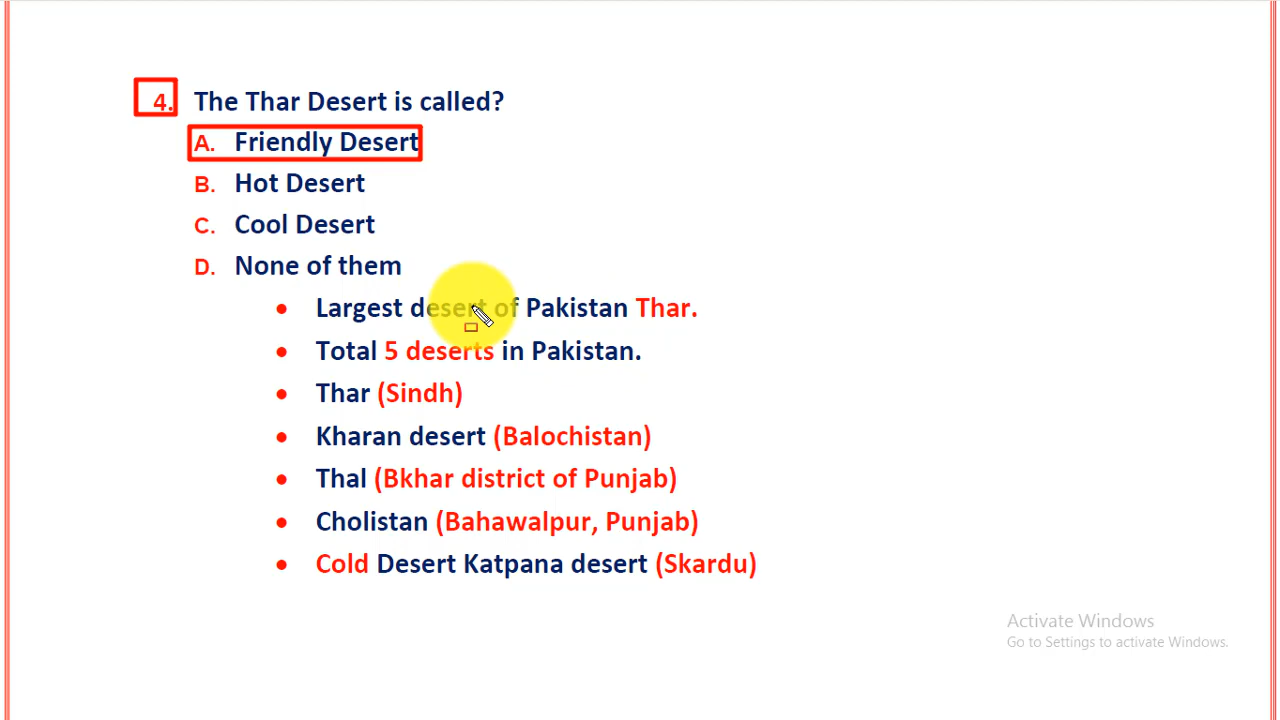 4. The Thar Desert is called?
A. Friendly Desert
B. Hot Desert
C. Cool Desert
D. None of them
• Largest desert of Pakistan Thar.
• Total 5 deserts in Pakistan.
• Thar (Sindh)
• Kharan desert (Balochistan)
• Thal (Bkhar district of Punjab)
• Cholistan (Bahawalpur, Punjab)
• Cold Desert Katpana desert (Skardu)
Activate Windows
Go to Settings to activate Windows.